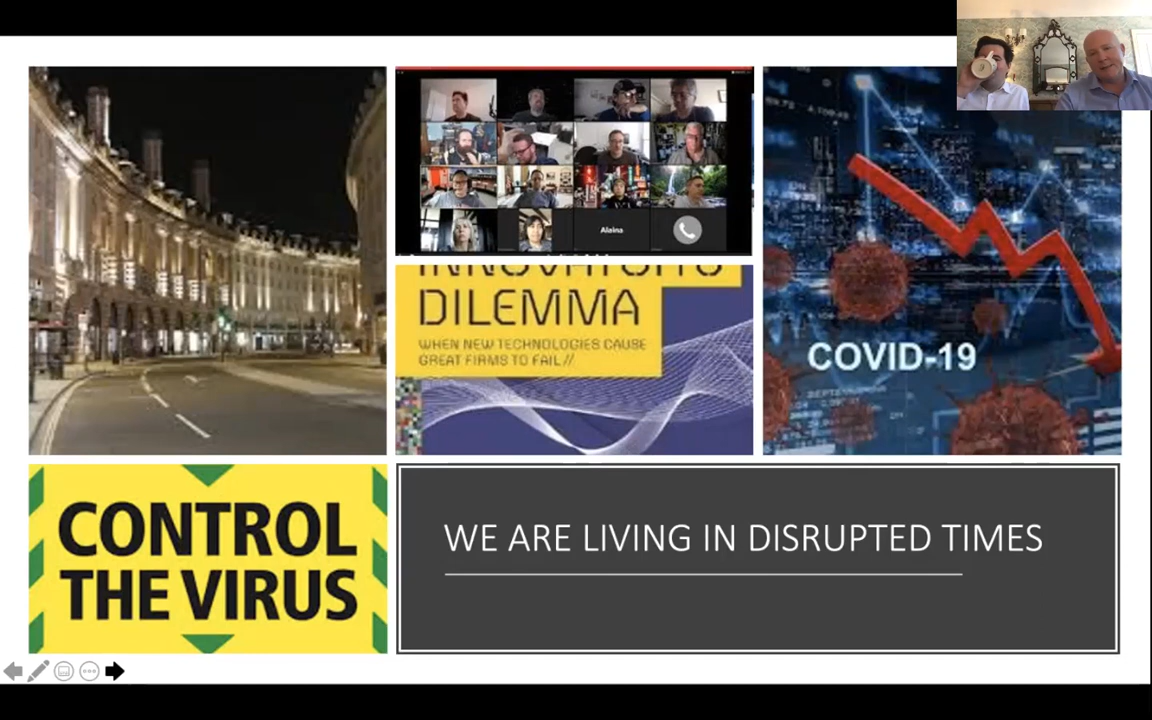 Alaina
DILEMMA
WHEN NEW TECHNOLOGIES CAUSE
GREAT FIRMS TO FAIL //
COVID-19
CONTROL
THE VIRUS
WE ARE LIVING IN DISRUPTED TIMES